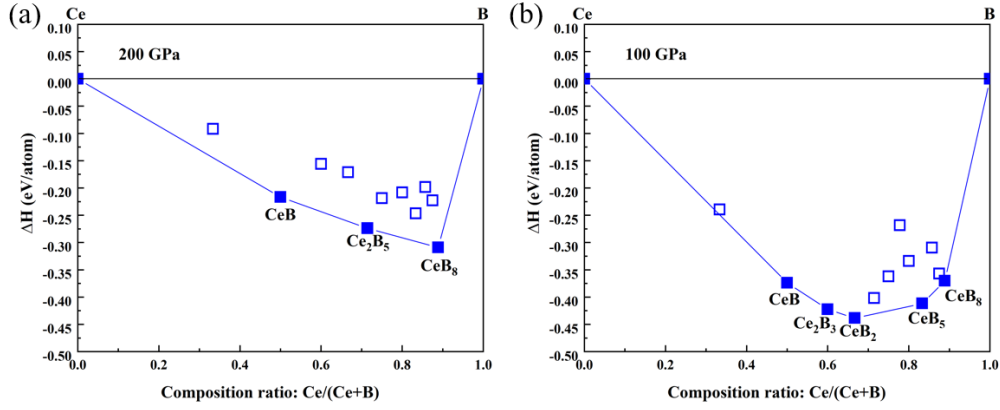 (a)
Ce
B
0.10
0.05
0.00
-0.05
-0.10
-0.15
-0.20
-0.25
-0.30
-0.35
-0.40
-0.45
-0.50
ΔH (eV/atom)
200 GPa
CeB
Ce₂B₅
CeB₈
0.0 0.2 0.4 0.6 0.8 1.0
Composition ratio: Ce/(Ce+B)
(b)
Ce
B
0.10
0.05
0.00
-0.05
-0.10
-0.15
-0.20
-0.25
-0.30
-0.35
-0.40
-0.45
-0.50
ΔH (eV/atom)
100 GPa
CeB
Ce₂B₃
CeB₂
CeB₅
CeB₈
0.0 0.2 0.4 0.6 0.8 1.0
Composition ratio: Ce/(Ce+B)